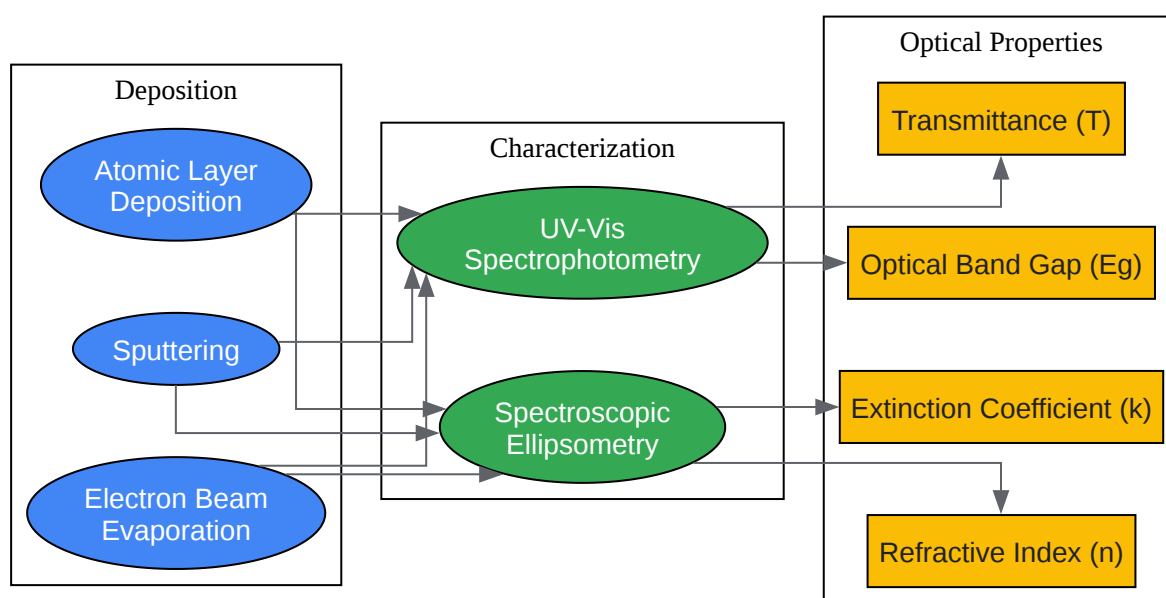 Deposition
Atomic Layer
Deposition
Sputtering
Electron Beam
Evaporation
Characterization
UV-Vis
Spectrophotometry
Spectroscopic
Ellipsometry
Optical Properties
Transmittance (T)
Optical Band Gap (Eg)
Extinction Coefficient (k)
Refractive Index (n)